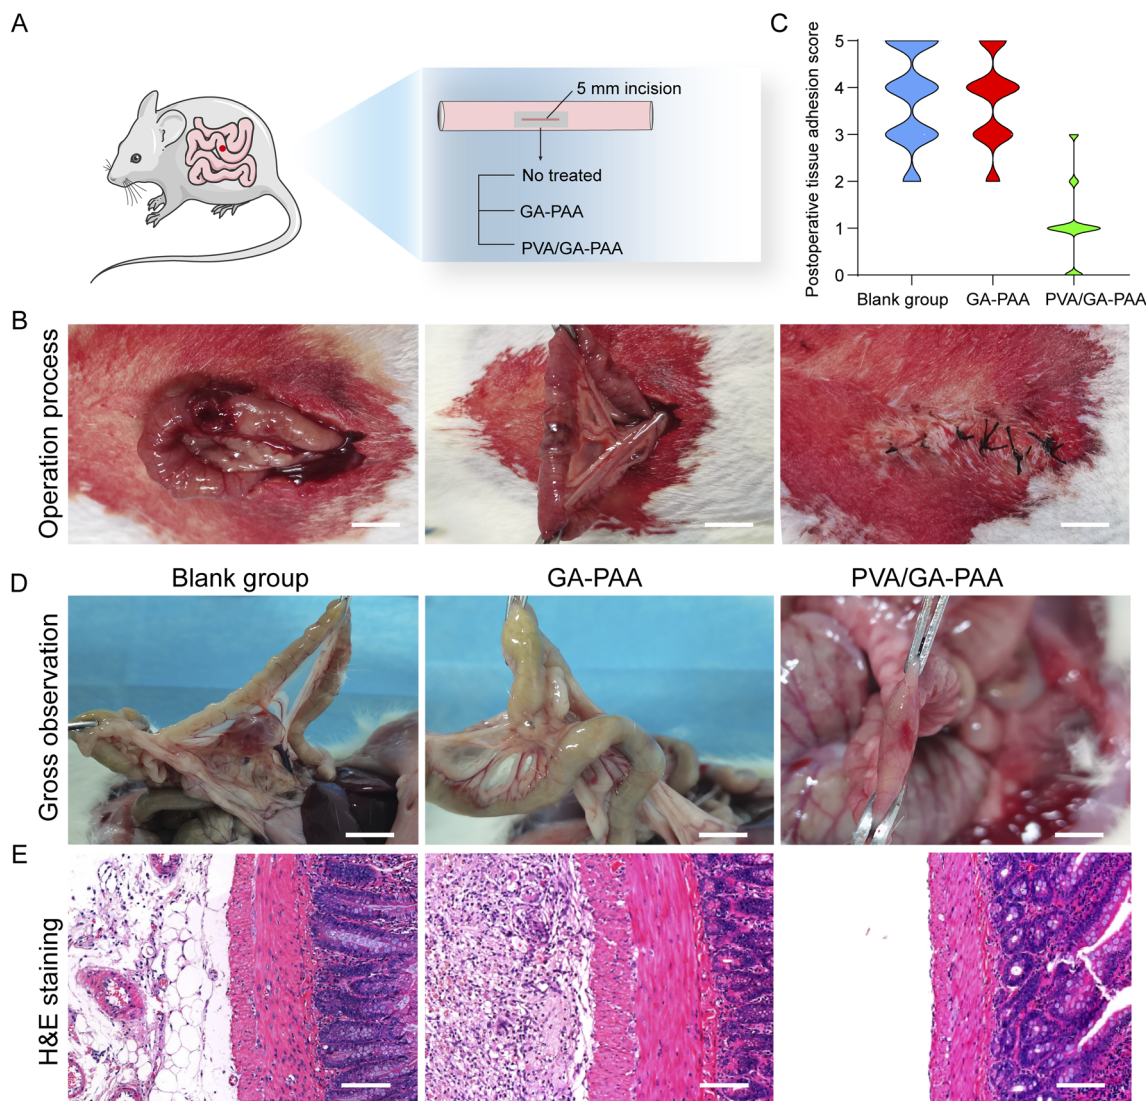 A
5 mm incision
No treated
GA-PAA
PVA/GA-PAA
C
Postoperative tissue adhesion score
5
4
3
2
1
0
Blank group
GA-PAA
PVA/GA-PAA
B
Operation process
D
Blank group
GA-PAA
PVA/GA-PAA
Gross observation
E
H&E staining